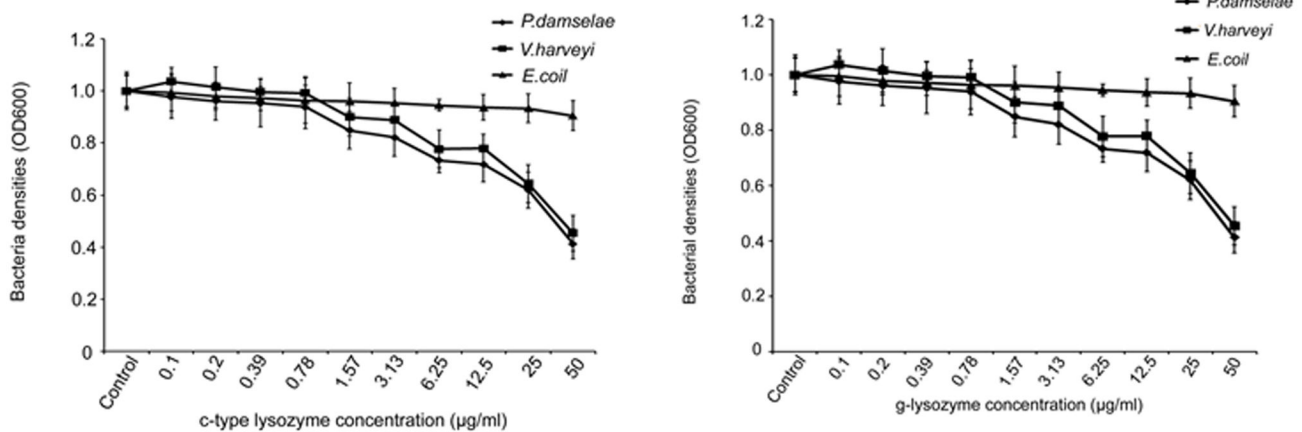 P.damselae
V.harveyi
E.coil
1.2
1.0
0.8
0.6
0.4
0.2
0
Bacteria densities (OD600)
Control 0.1 0.2 0.39 0.78 1.57 3.13 6.25 12.5 25 50
c-type lysozyme concentration (μg/ml)
P.damselae
V.harveyi
E.coil
1.2
1.0
0.8
0.6
0.4
0.2
0
Bacterial densities (OD600)
Control 0.1 0.2 0.39 0.78 1.57 3.13 6.25 12.5 25 50
g-lysozyme concentration (μg/ml)